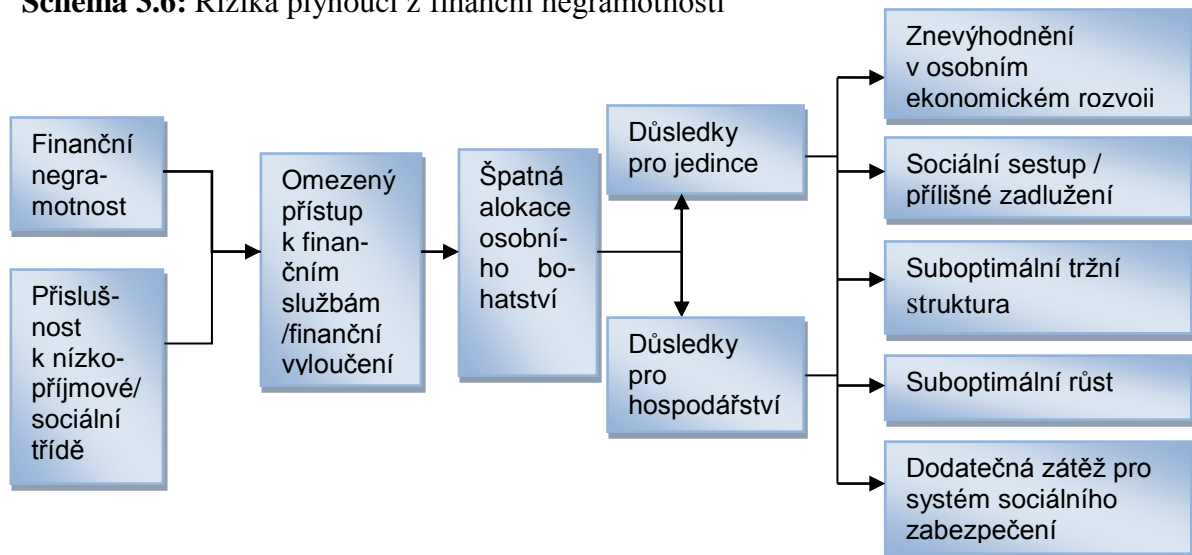 Schéma 3.6: Rizika plynoucí z finanční negramotnosti
Finanční
negra-
motnost
Přísluš-
nost
k nízko-
příjmové/
sociální
třídě
Omezený
přístup
k finan-
čním
službám
/finanční
vyloučení
Špatná
alokace
osobní-
ho bo-
hatství
Důsledky
pro jedince
Důsledky
pro
hospodářství
Znevýhodnění
v osobním
ekonomickém rozvoji
Sociální sestup /
přílišné zadlužení
Suboptimální tržní
struktura
Suboptimální růst
Dodatečná zátěž pro
systém sociálního
zabezpečení